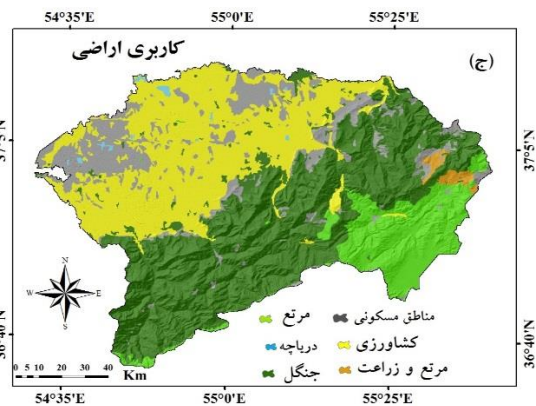 54°35'E 55°0'E 55°25'E
کاربری اراضی
(ج)
37°5'N
37°5'N
36°40'N
36°40'N
N
W E
S
مرتع
مناطق مسکونی
دریاچه
کشاورزی
جنگل
مرتع و زراعت
0 5 10 20 30 40
Km
54°35'E 55°0'E 55°25'E